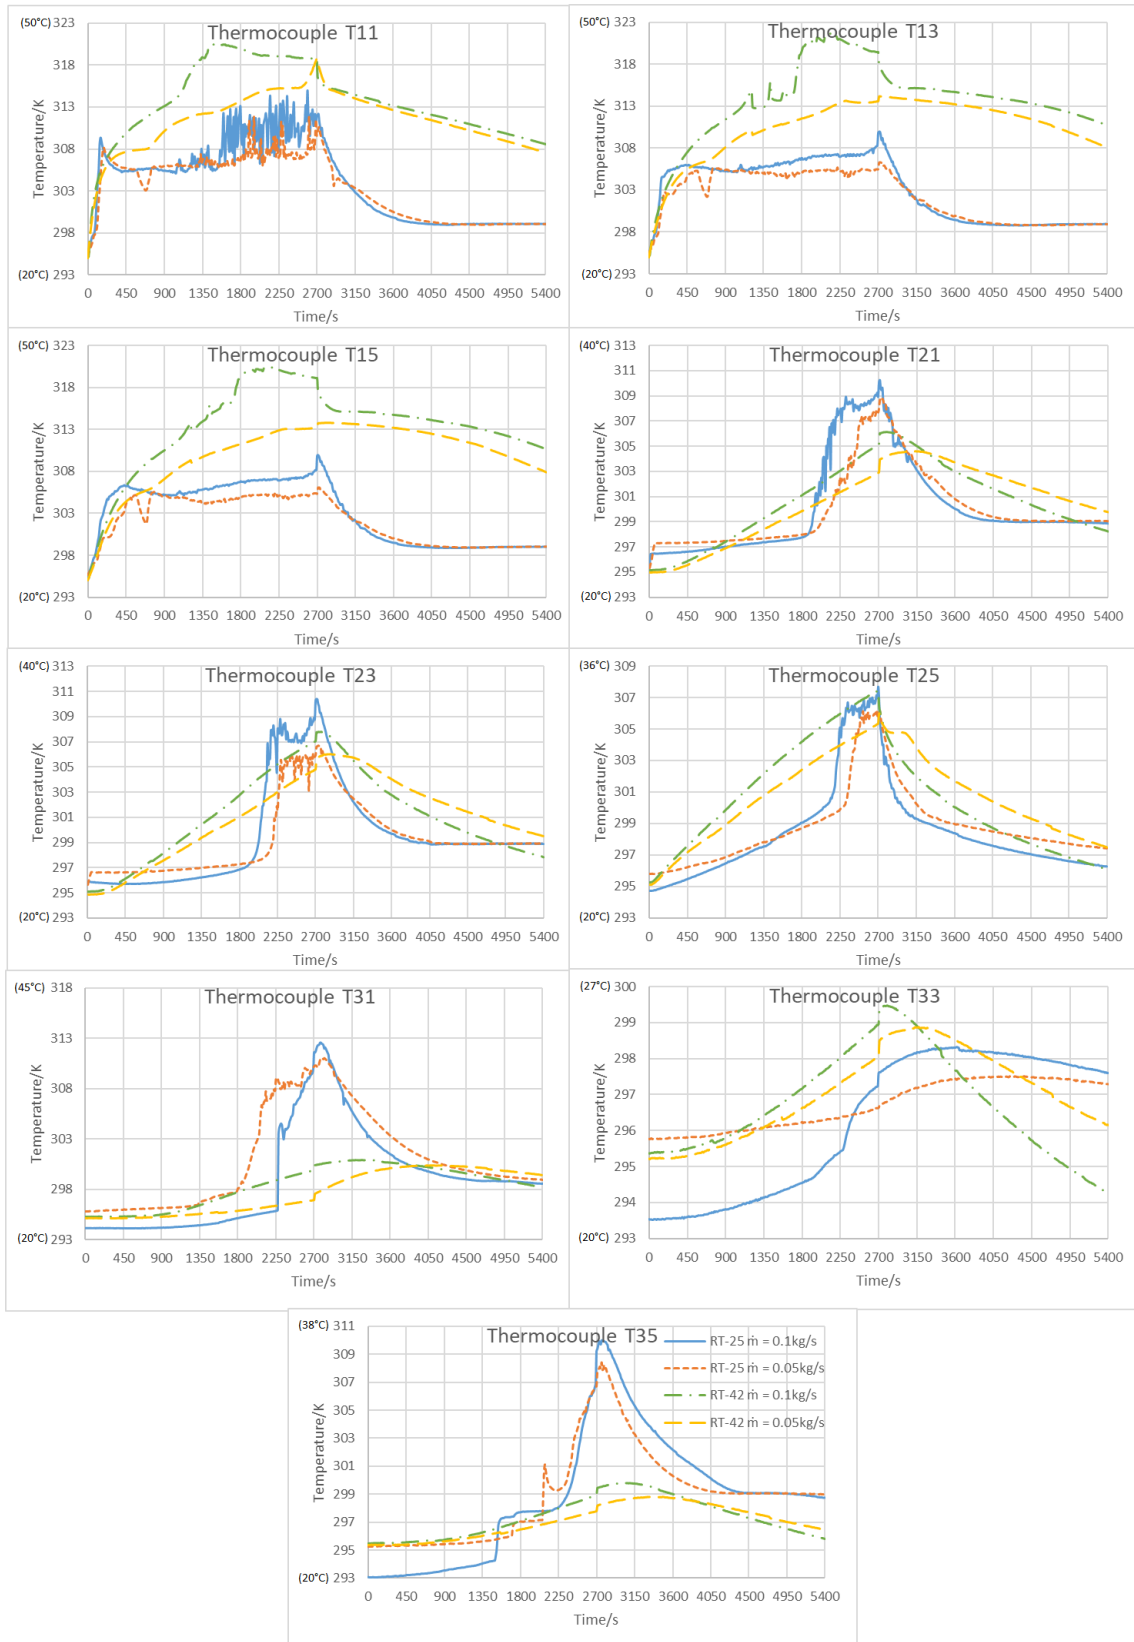 Thermocouple T11
(50°C) 323
318
313
308
303
298
(20°C) 293
Temperature/K
0 450 900 1350 1800 2250 2700 3150 3600 4050 4500 4950 5400
Time/s
Thermocouple T13
(50°C) 323
318
313
308
303
298
(20°C) 293
Temperature/K
0 450 900 1350 1800 2250 2700 3150 3600 4050 4500 4950 5400
Time/s
Thermocouple T15
(50°C) 323
318
313
308
303
298
(20°C) 293
Temperature/K
0 450 900 1350 1800 2250 2700 3150 3600 4050 4500 4950 5400
Time/s
Thermocouple T21
(40°C) 313
311
309
307
305
303
301
299
297
295
(20°C) 293
Temperature/K
0 450 900 1350 1800 2250 2700 3150 3600 4050 4500 4950 5400
Time/s
Thermocouple T23
(40°C) 313
311
309
307
305
303
301
299
297
295
(20°C) 293
Temperature/K
0 450 900 1350 1800 2250 2700 3150 3600 4050 4500 4950 5400
Time/s
Thermocouple T25
(36°C) 309
307
305
303
301
299
297
295
(20°C) 293
Temperature/K
0 450 900 1350 1800 2250 2700 3150 3600 4050 4500 4950 5400
Time/s
Thermocouple T31
(45°C) 318
313
308
303
298
(20°C) 293
Temperature/K
0 450 900 1350 1800 2250 2700 3150 3600 4050 4500 4950 5400
Time/s
Thermocouple T33
(27°C) 300
299
298
297
296
295
294
(20°C) 293
Temperature/K
0 450 900 1350 1800 2250 2700 3150 3600 4050 4500 4950 5400
Time/s
Thermocouple T35
(38°C) 311
309
307
305
303
301
299
297
295
(20°C) 293
Temperature/K
0 450 900 1350 1800 2250 2700 3150 3600 4050 4500 4950 5400
Time/s
RT-25 ṁ = 0.1kg/s
RT-25 ṁ = 0.05kg/s
RT-42 ṁ = 0.1kg/s
RT-42 ṁ = 0.05kg/s